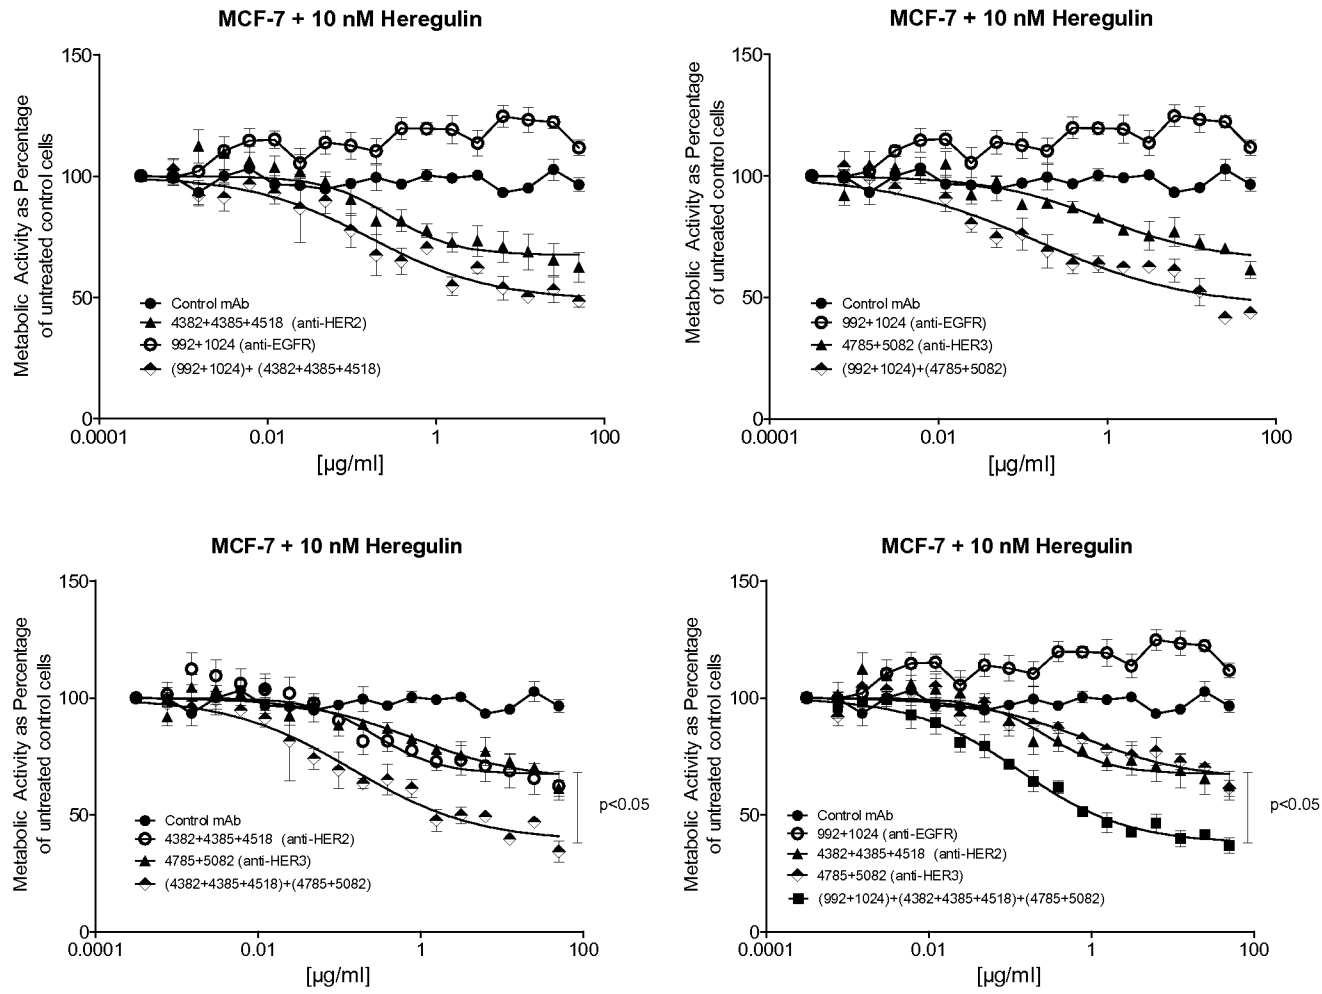 MCF-7 + 10 nM Heregulin
Metabolic Activity as Percentage
of untreated control cells
150
100
50
0
Control mAb
4382+4385+4518 (anti-HER2)
992+1024 (anti-EGFR)
(992+1024)+ (4382+4385+4518)
0.0001
0.01
1
100
[µg/ml]
MCF-7 + 10 nM Heregulin
Metabolic Activity as Percentage
of untreated control cells
150
100
50
0
Control mAb
992+1024 (anti-EGFR)
4785+5082 (anti-HER3)
(992+1024)+(4785+5082)
0.0001
0.01
1
100
[µg/ml]
MCF-7 + 10 nM Heregulin
Metabolic Activity as Percentage
of untreated control cells
150
100
50
0
Control mAb
4382+4385+4518 (anti-HER2)
4785+5082 (anti-HER3)
(4382+4385+4518)+(4785+5082)
p<0.05
0.0001
0.01
1
100
[µg/ml]
MCF-7 + 10 nM Heregulin
Metabolic Activity as Percentage
of untreated control cells
150
100
50
0
Control mAb
992+1024 (anti-EGFR)
4382+4385+4518 (anti-HER2)
4785+5082 (anti-HER3)
(992+1024)+(4382+4385+4518)+(4785+5082)
p<0.05
0.0001
0.01
1
100
[µg/ml]